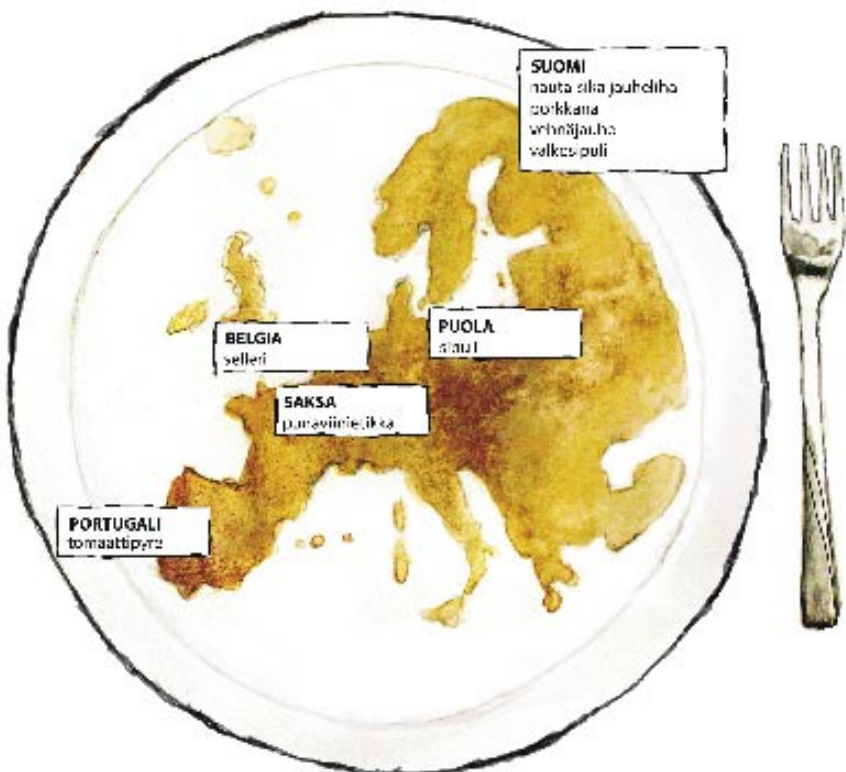 SUOMI
nauta-sika jauheliha
porkkana
vehnäjauho
valkosipuli
PUOLA
sipuli
BELGIA
selleri
SAKSA
punaviinietikka
PORTUGALI
tomaattipyre